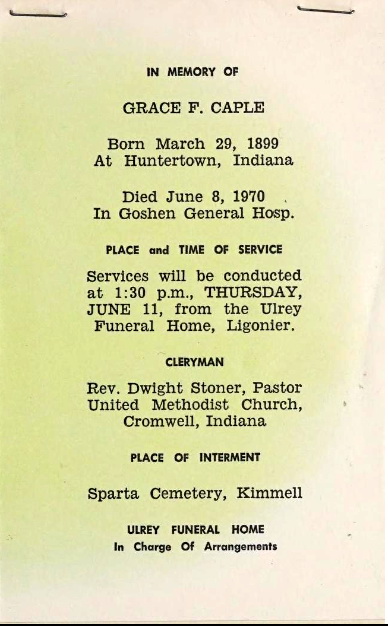 IN MEMORY OF
GRACE F. CAPLE
Born March 29, 1899
At Huntertown, Indiana
Died June 8, 1970
In Goshen General Hosp.
PLACE and TIME OF SERVICE
Services will be conducted
at 1:30 p.m., THURSDAY,
JUNE 11, from the Ulrey
Funeral Home, Ligonier.
CLERYMAN
Rev. Dwight Stoner, Pastor
United Methodist Church,
Cromwell, Indiana
PLACE OF INTERMENT
Sparta Cemetery, Kimmell
ULREY FUNERAL HOME
In Charge Of Arrangements